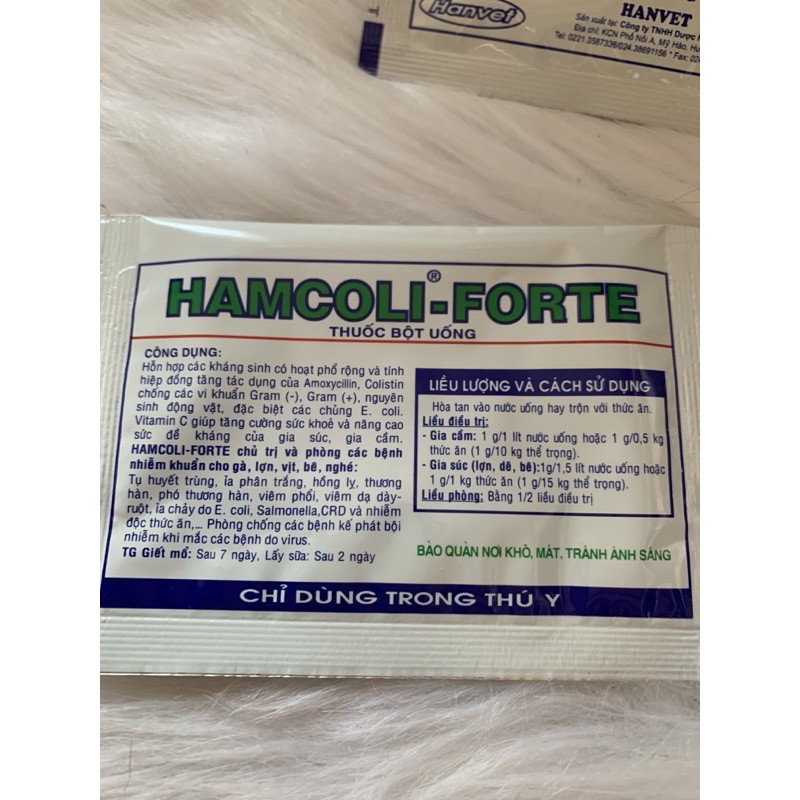 Hanvet
HANVET
Sản xuất tại: Công ty TNHH Dược
Địa chỉ: KCN Phố Nối A, Mỹ Hào,
Tel: 0221.3587338/024.38691156 * Fax:
HAMCOLI-FORTE®
THUỐC BỘT UỐNG
CÔNG DỤNG:
Hỗn hợp các kháng sinh có hoạt phổ rộng và tính
hiệp đồng tăng tác dụng của Amoxycillin, Colistin
chống các vi khuẩn Gram (-), Gram (+), nguyên
sinh động vật, đặc biệt các chủng E. coli.
Vitamin C giúp tăng cường sức khoẻ và nâng cao
sức đề kháng của gia súc, gia cầm.
HAMCOLI-FORTE chủ trị và phòng các bệnh
nhiễm khuẩn cho gà, lợn, vịt, bê, nghé:
Tụ huyết trùng, ỉa phân trắng, hồng lỵ, thương
hàn, phó thương hàn, viêm phổi, viêm dạ dày-
ruột, ỉa chảy do E. coli, Salmonella,CRD và nhiễm
độc thức ăn,... Phòng chống các bệnh kế phát bội
nhiễm khi mắc các bệnh do virus.
TG Giết mổ: Sau 7 ngày, Lấy sữa: Sau 2 ngày
LIỀU LƯỢNG VÀ CÁCH SỬ DỤNG
Hòa tan vào nước uống hay trộn với thức ăn.
Liều điều trị:
- Gia cầm: 1 g/1 lít nước uống hoặc 1 g/0,5 kg
thức ăn (1 g/10 kg thể trọng).
- Gia súc (lợn, dê, bê):1g/1,5 lít nước uống hoặc
1 g/1 kg thức ăn (1 g/15 kg thể trọng).
Liều phòng: Bằng 1/2 liều điều trị
BẢO QUẢN NƠI KHÔ, MÁT, TRÁNH ÁNH SÁNG
CHỈ DÙNG TRONG THÚ Y